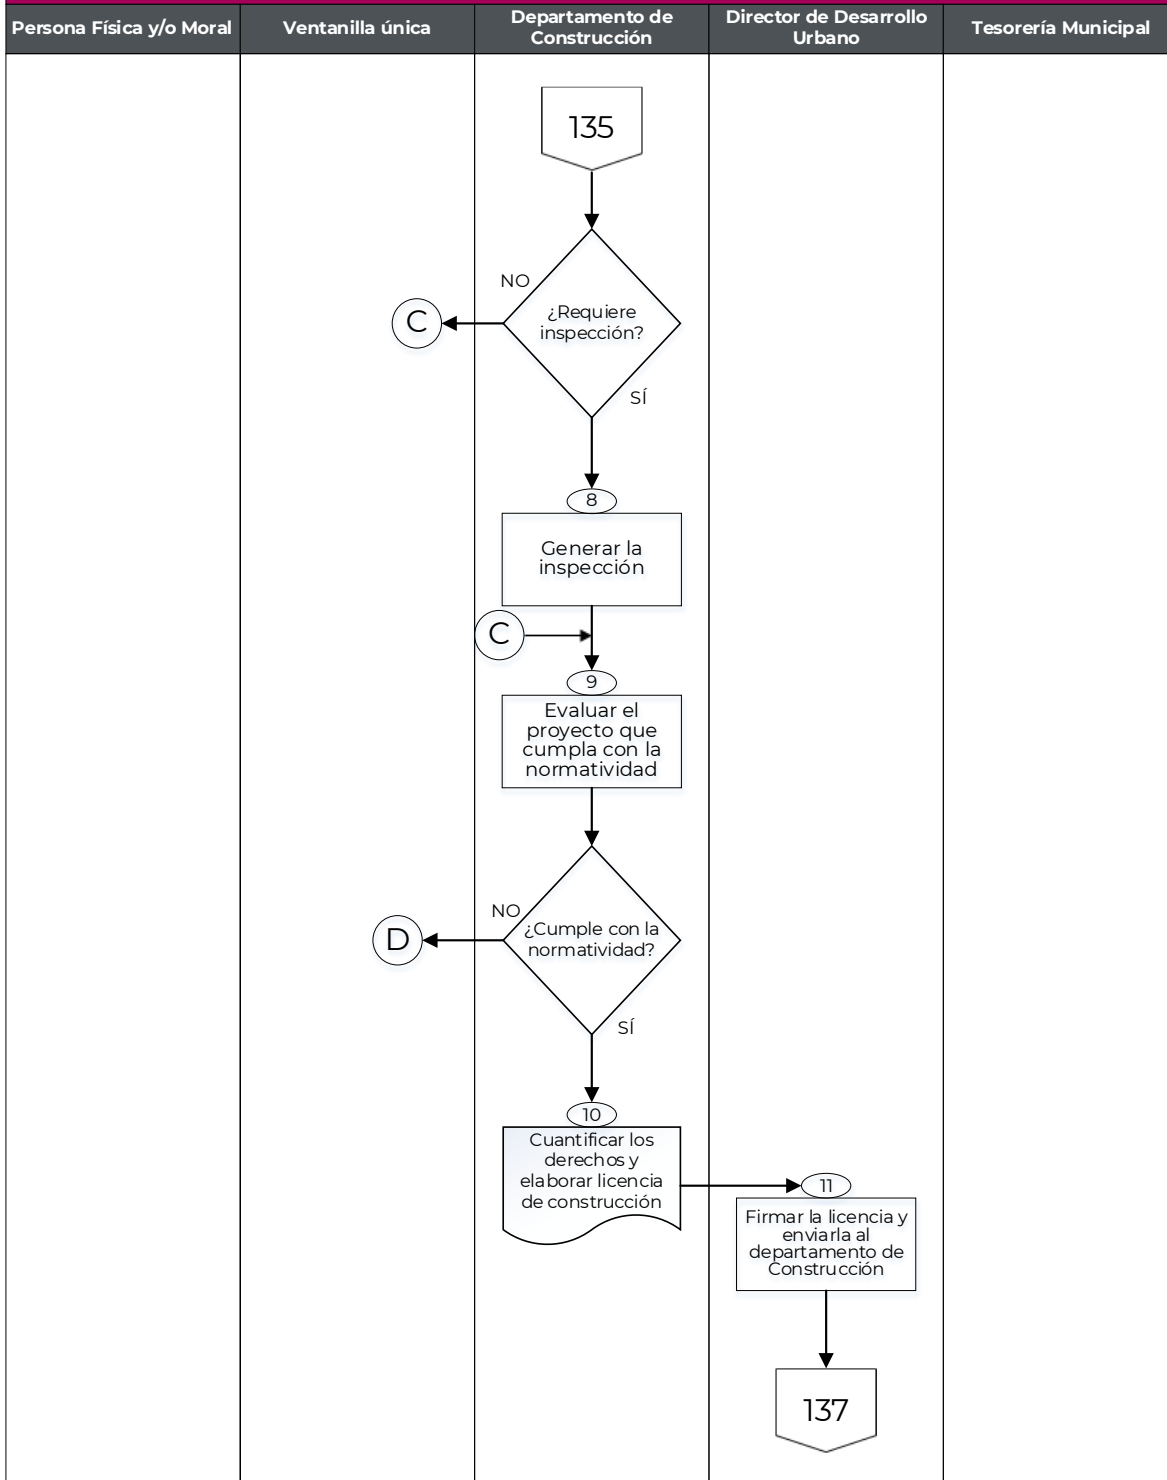 Persona Física y/o Moral
Ventanilla única
Departamento de
Construcción
Director de Desarrollo
Urbano
Tesorería Municipal
135
NO
¿Requiere
inspección?
C
SÍ
8
Generar la
inspección
C
9
Evaluar el
proyecto que
cumpla con la
normatividad
NO
¿Cumple con la
normatividad?
D
SÍ
10
Cuantificar los
derechos y
elaborar licencia
de construcción
11
Firmar la licencia y
enviarla al
departamento de
Construcción
137